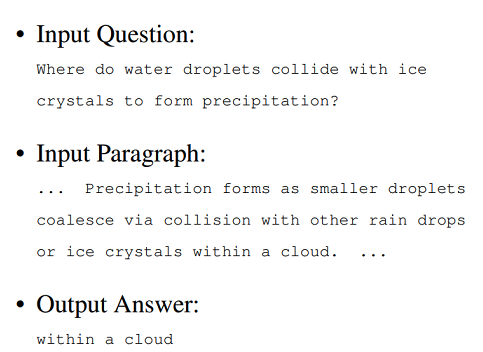 • Input Question:
Where do water droplets collide with ice
crystals to form precipitation?
• Input Paragraph:
... Precipitation forms as smaller droplets
coalesce via collision with other rain drops
or ice crystals within a cloud. ...
• Output Answer:
within a cloud